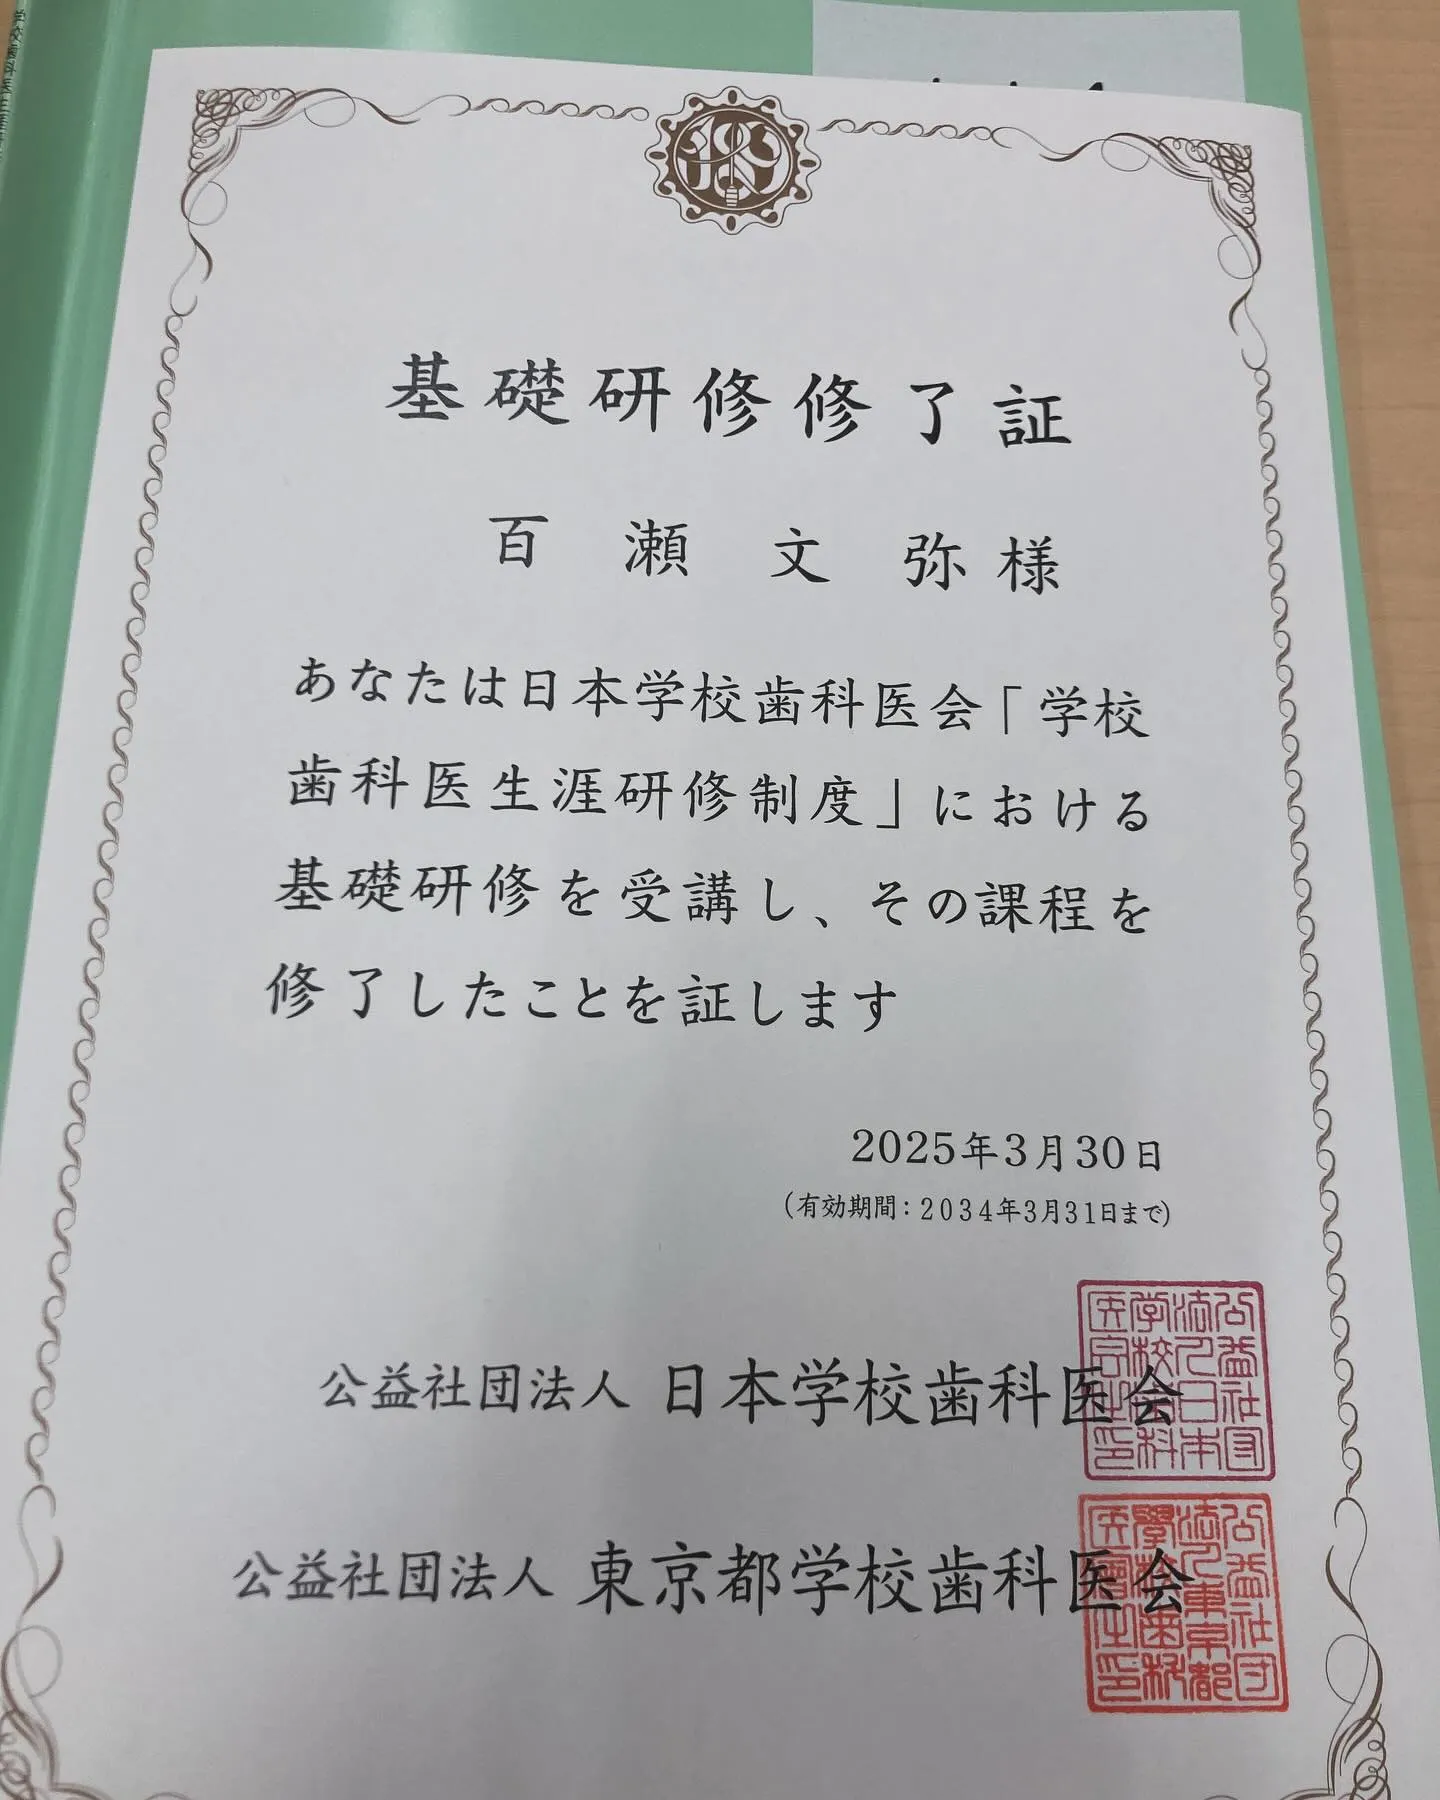 基礎研修修了証
百瀬文弥様
あなたは日本学校歯科医会「学校
歯科医生涯研修制度」における
基礎研修を受講し、その課程を
修了したことを証します
2025年3月30日
(有効期間：2034年3月31日まで)
公益社団法人 日本学校歯科医会
公益社団法人 東京都学校歯科医会